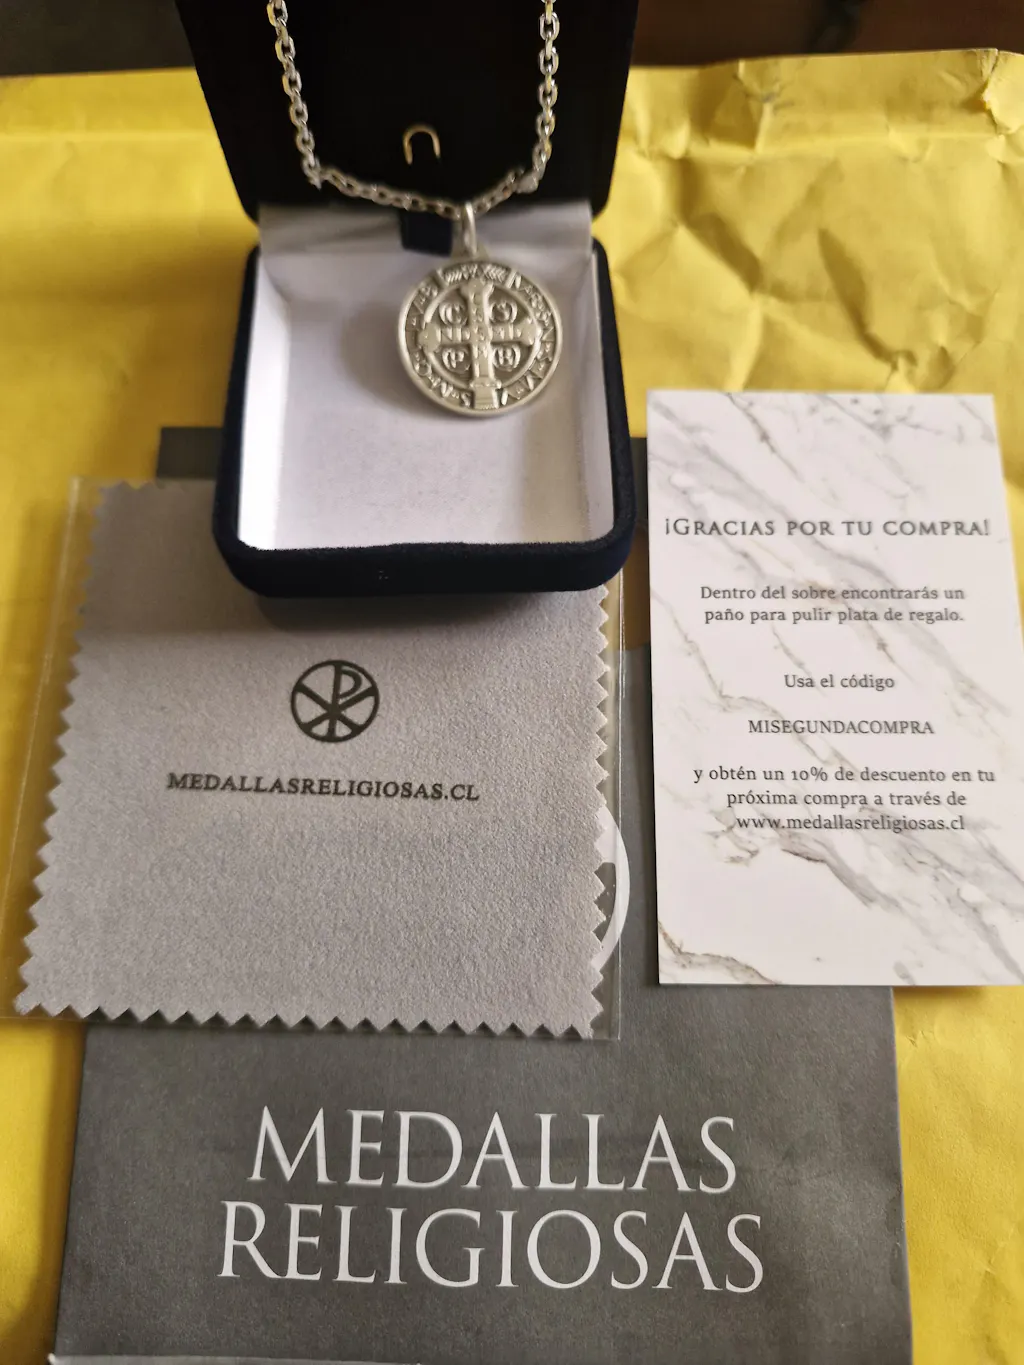 C S
P B
¡GRACIAS POR TU COMPRA!
Dentro del sobre encontrarás un
paño para pulir plata de regalo.
Usa el código
MISEGUNDACOMPRA
y obtén un 10% de descuento en tu
próxima compra a través de
www.medallasreligiosas.cl
MEDALLASRELIGIOSAS.CL
MEDALLAS
RELIGIOSAS